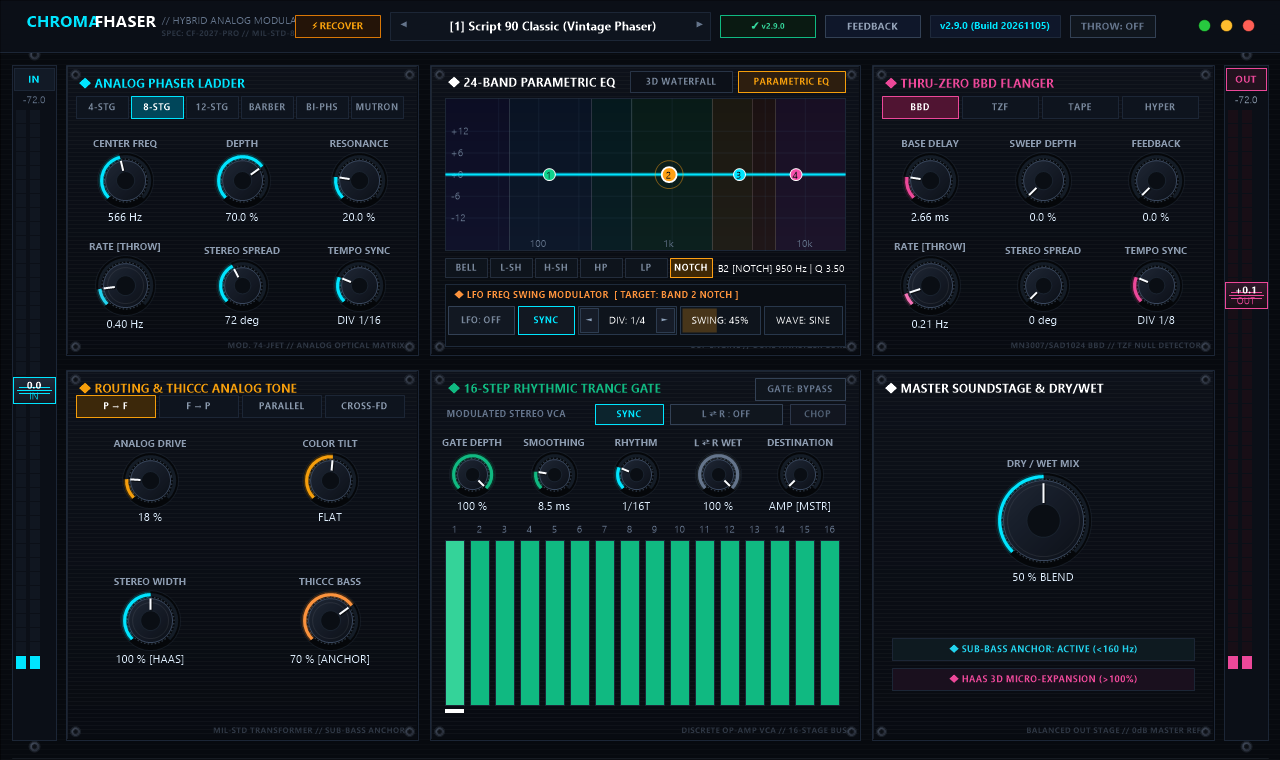 CHROMAFHASER
// HYBRID ANALOG MODULA
SPEC: CF-2027-PRO // MIL-STD-8
⚡RECOVER
◄ [1] Script 90 Classic (Vintage Phaser) ►
✓ v2.9.0
FEEDBACK
v2.9.0 (Build 20261105)
THROW: OFF
IN
-72.0
0.0
IN
◆ ANALOG PHASER LADDER
4-STG 8-STG 12-STG BARBER BI-PHS MUTRON
CENTER FREQ DEPTH RESONANCE
566 Hz 70.0 % 20.0 %
RATE [THROW] STEREO SPREAD TEMPO SYNC
0.40 Hz 72 deg DIV 1/16
MOD. 74-JFET // ANALOG OPTICAL MATRIX
◆ 24-BAND PARAMETRIC EQ
3D WATERFALL PARAMETRIC EQ
+12
+6
+0
-6
-12
1 2 3 4
100 1k 10k
BELL L-SH H-SH HP LP NOTCH B2 [NOTCH] 950 Hz | Q 3.50
◆ LFO FREQ SWING MODULATOR [ TARGET: BAND 2 NOTCH ]
LFO: OFF SYNC ◄ DIV: 1/4 ► SWING: 45% WAVE: SINE
◆ THRU-ZERO BBD FLANGER
BBD TZF TAPE HYPER
BASE DELAY SWEEP DEPTH FEEDBACK
2.66 ms 0.0 % 0.0 %
RATE [THROW] STEREO SPREAD TEMPO SYNC
0.21 Hz 0 deg DIV 1/8
MN3007/SAD1024 BBD // TZF NULL DETECTOR
OUT
-72.0
+0.1
OUT
◆ ROUTING & THICCC ANALOG TONE
P → F F → P PARALLEL CROSS-FD
ANALOG DRIVE COLOR TILT
18 % FLAT
STEREO WIDTH THICCC BASS
100 % [HAAS] 70 % [ANCHOR]
MIL-STD TRANSFORMER // SUB-BASS ANCHOR
◆ 16-STEP RHYTHMIC TRANCE GATE
GATE: BYPASS
MODULATED STEREO VCA SYNC L ⇌ R : OFF CHOP
GATE DEPTH SMOOTHING RHYTHM L ⇌ R WET DESTINATION
100 % 8.5 ms 1/16T 100 % AMP [MSTR]
1 2 3 4 5 6 7 8 9 10 11 12 13 14 15 16
DISCRETE OP-AMP VCA // 16-STAGE BUS
◆ MASTER SOUNDSTAGE & DRY/WET
DRY / WET MIX
50 % BLEND
◆ SUB-BASS ANCHOR: ACTIVE (<160 Hz)
◆ HAAS 3D MICRO-EXPANSION (>100%)
BALANCED OUT STAGE // 0dB MASTER REF